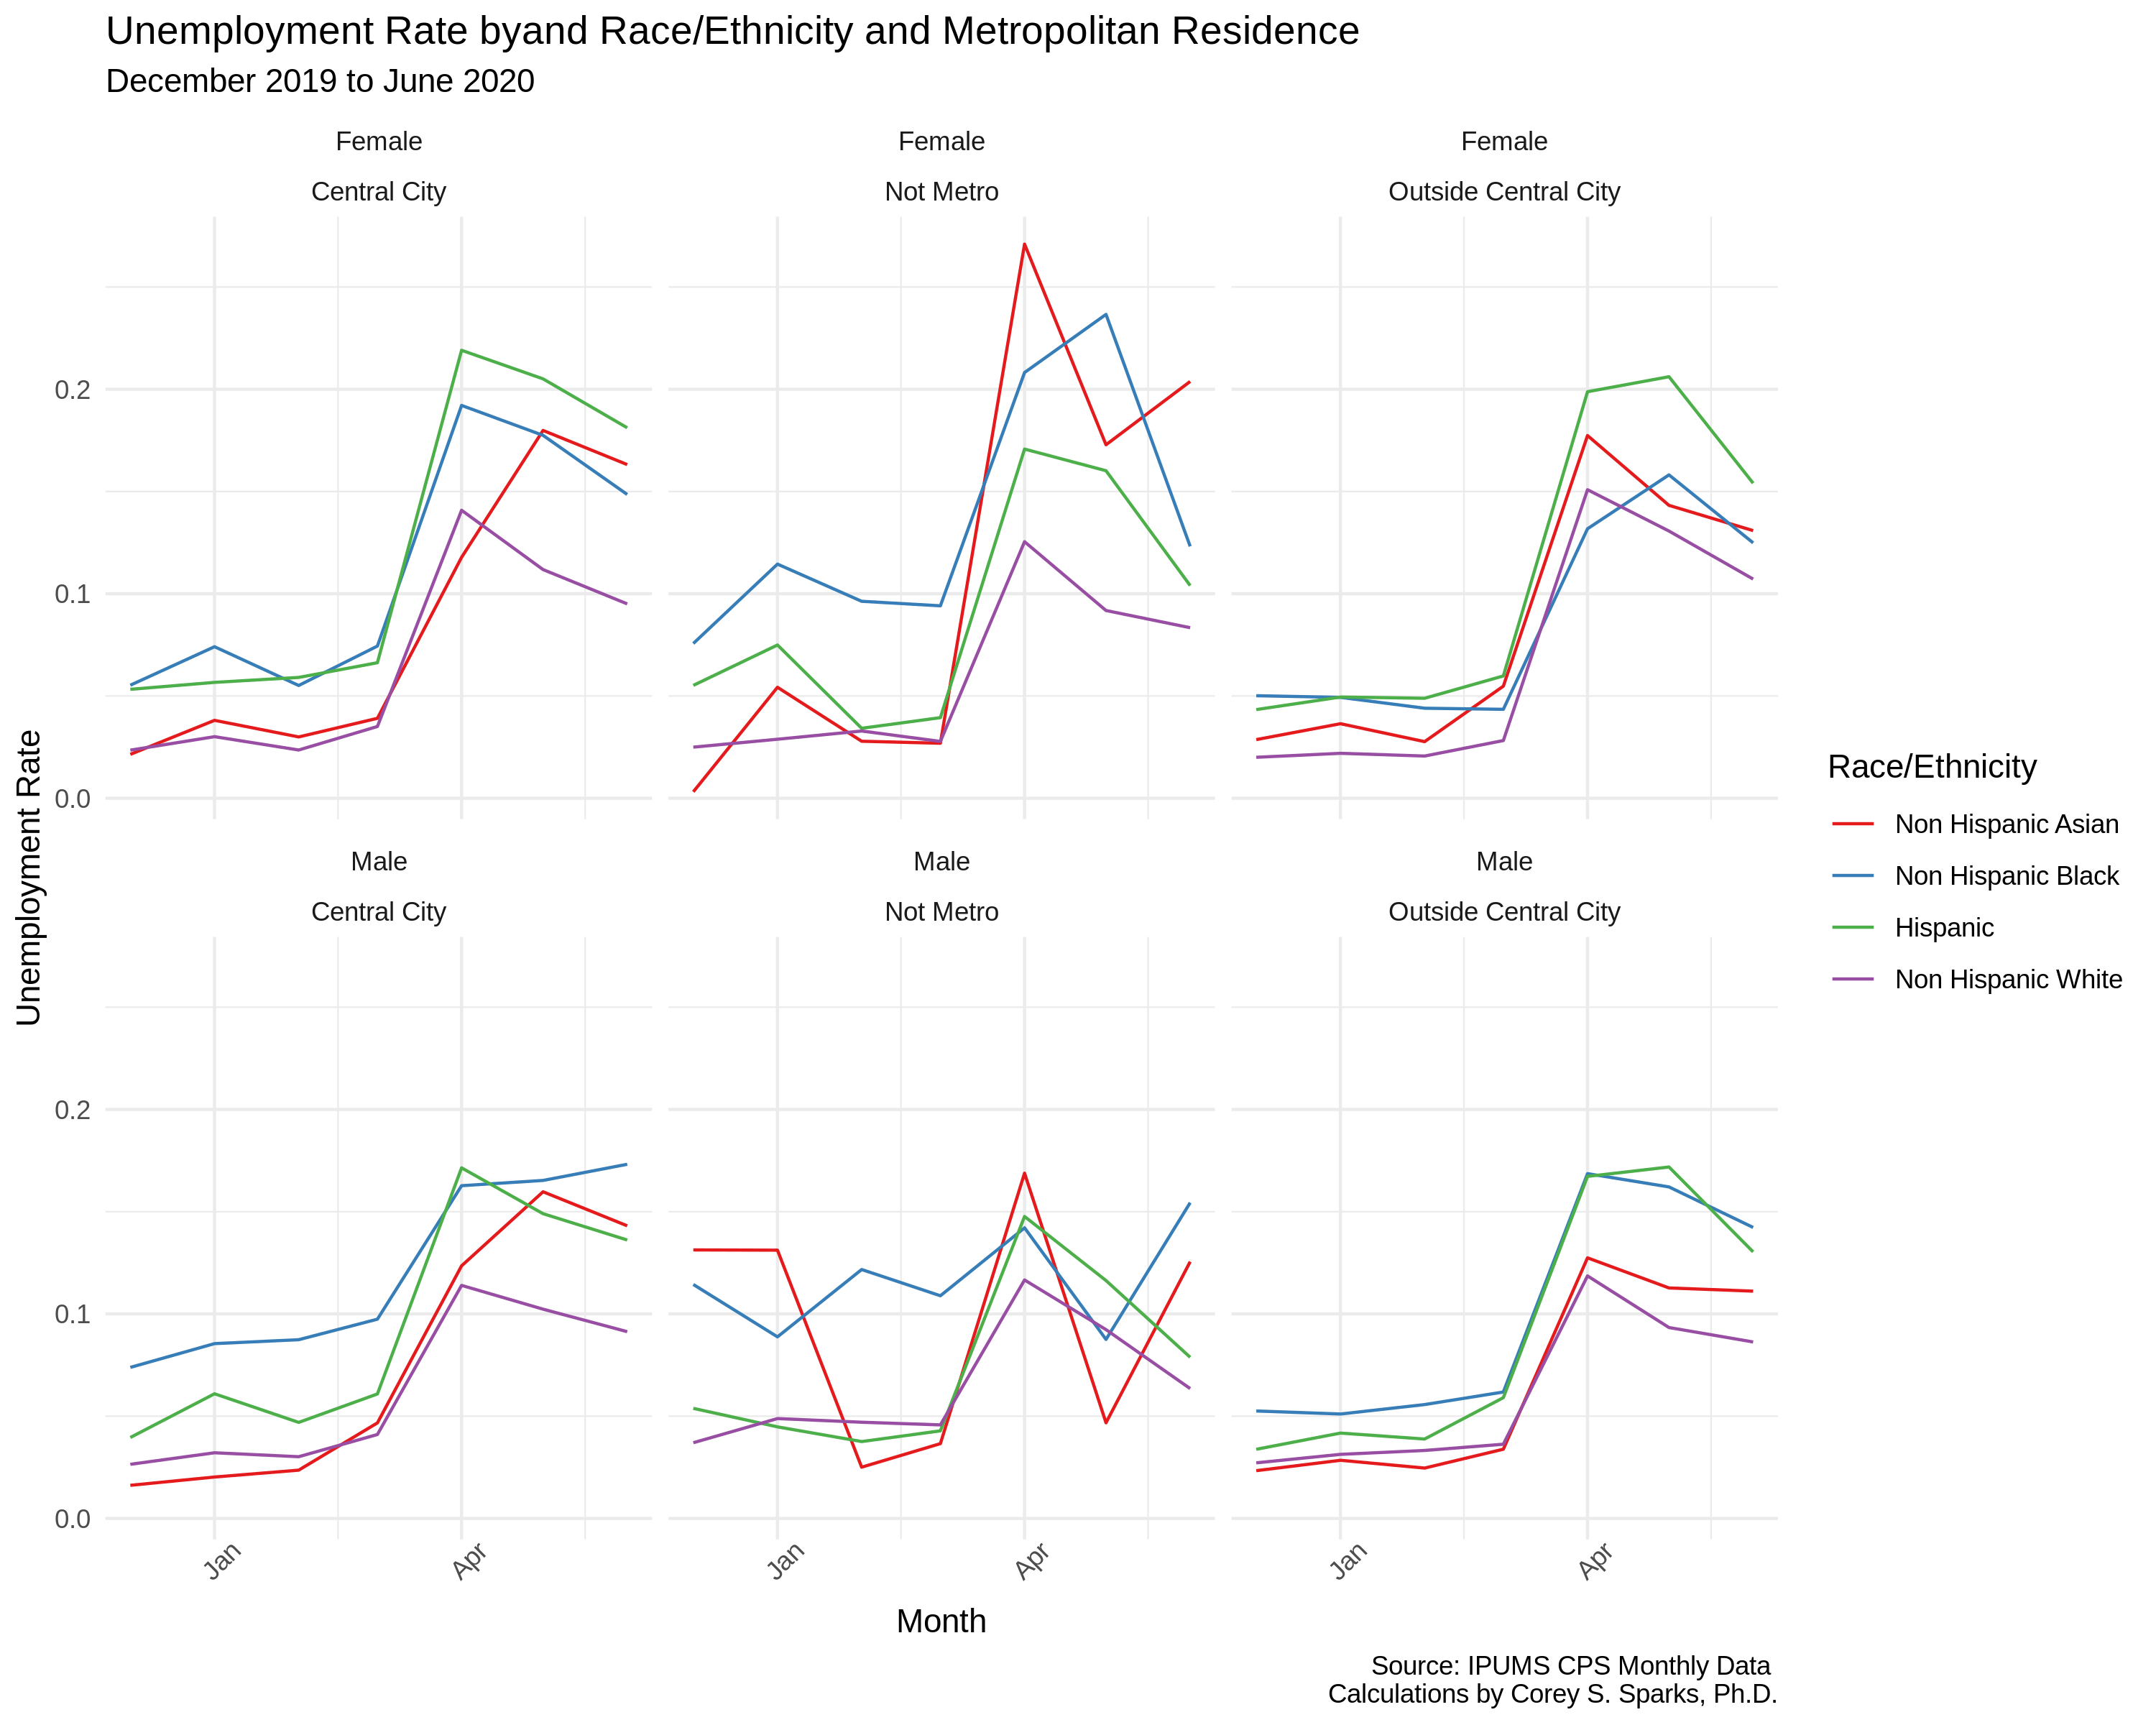 Unemployment Rate byand Race/Ethnicity and Metropolitan Residence
December 2019 to June 2020
Female
Female
Female
Central City
Not Metro
Outside Central City
0.2
0.1
0.0
Male
Male
Male
Central City
Not Metro
Outside Central City
0.2
0.1
0.0
Unemployment Rate
Jan
Apr
Jan
Apr
Jan
Apr
Month
Race/Ethnicity
Non Hispanic Asian
Non Hispanic Black
Hispanic
Non Hispanic White
Source: IPUMS CPS Monthly Data
Calculations by Corey S. Sparks, Ph.D.